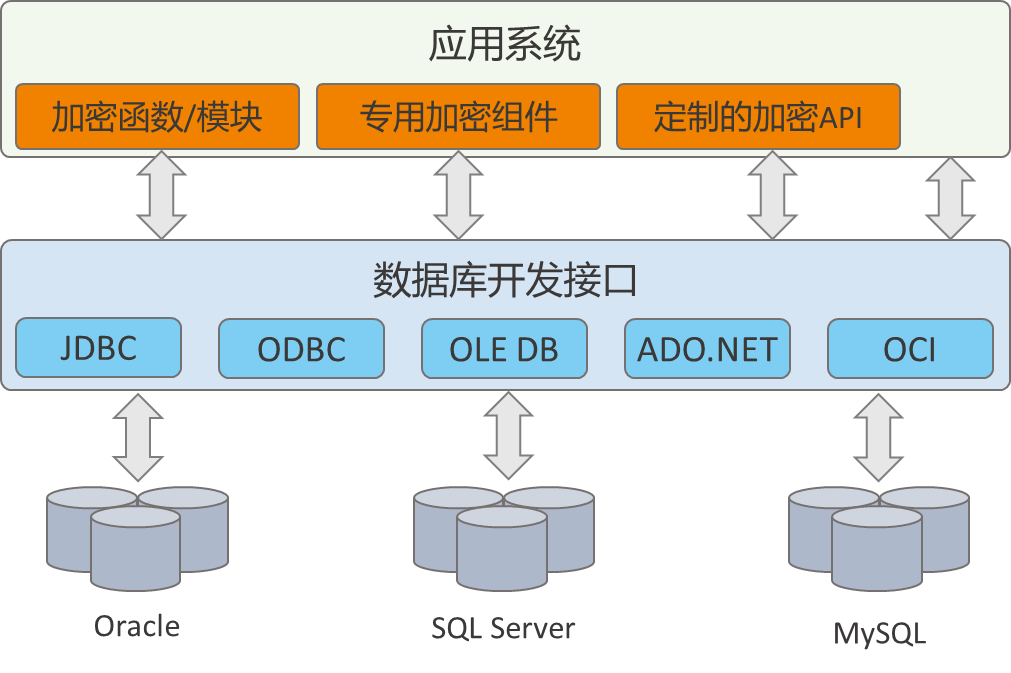 应用系统
加密函数/模块 专用加密组件 定制的加密API
数据库开发接口
JDBC ODBC OLE DB ADO.NET OCI
Oracle SQL Server MySQL